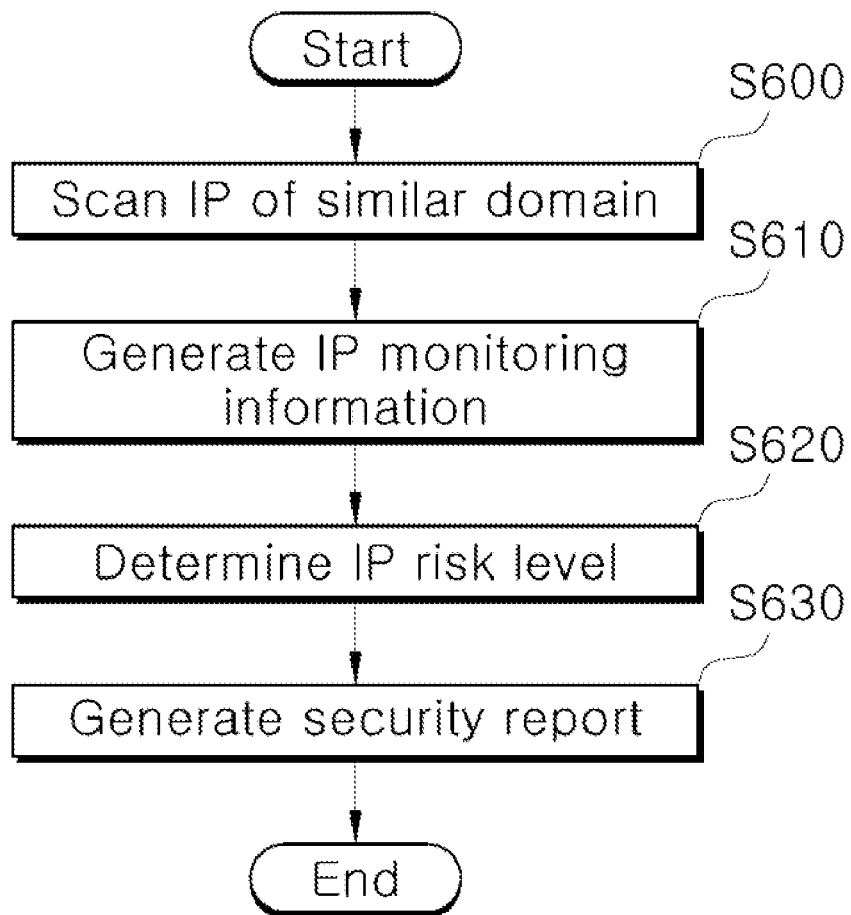 Start
S600
Scan IP of similar domain
S610
Generate IP monitoring
information
S620
Determine IP risk level
S630
Generate security report
End